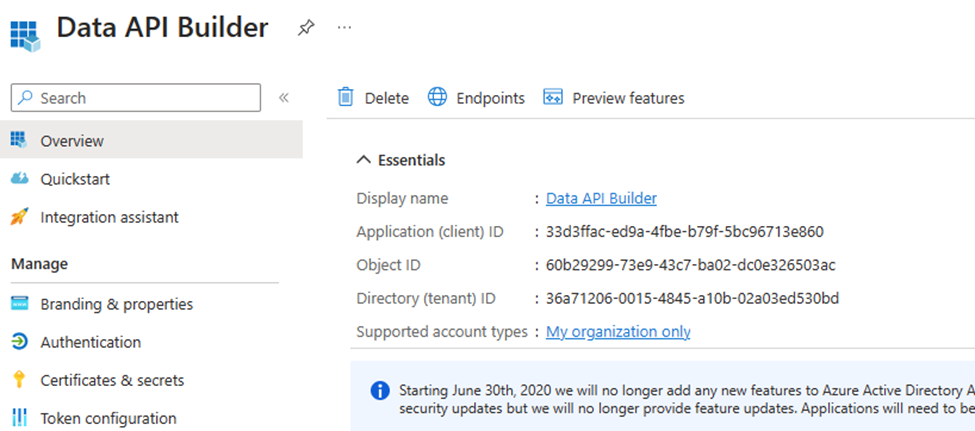 Data API Builder
...
Search
«
Delete
Endpoints
Preview features
Overview
Quickstart
Integration assistant
Manage
Branding & properties
Authentication
Certificates & secrets
Token configuration
Essentials
Display name : Data API Builder
Application (client) ID : 33d3ffac-ed9a-4fbe-b79f-5bc96713e860
Object ID : 60b29299-73e9-43c7-ba02-dc0e326503ac
Directory (tenant) ID : 36a71206-0015-4845-a10b-02a03ed530bd
Supported account types : My organization only
Starting June 30th, 2020 we will no longer add any new features to Azure Active Directory A
security updates but we will no longer provide feature updates. Applications will need to be